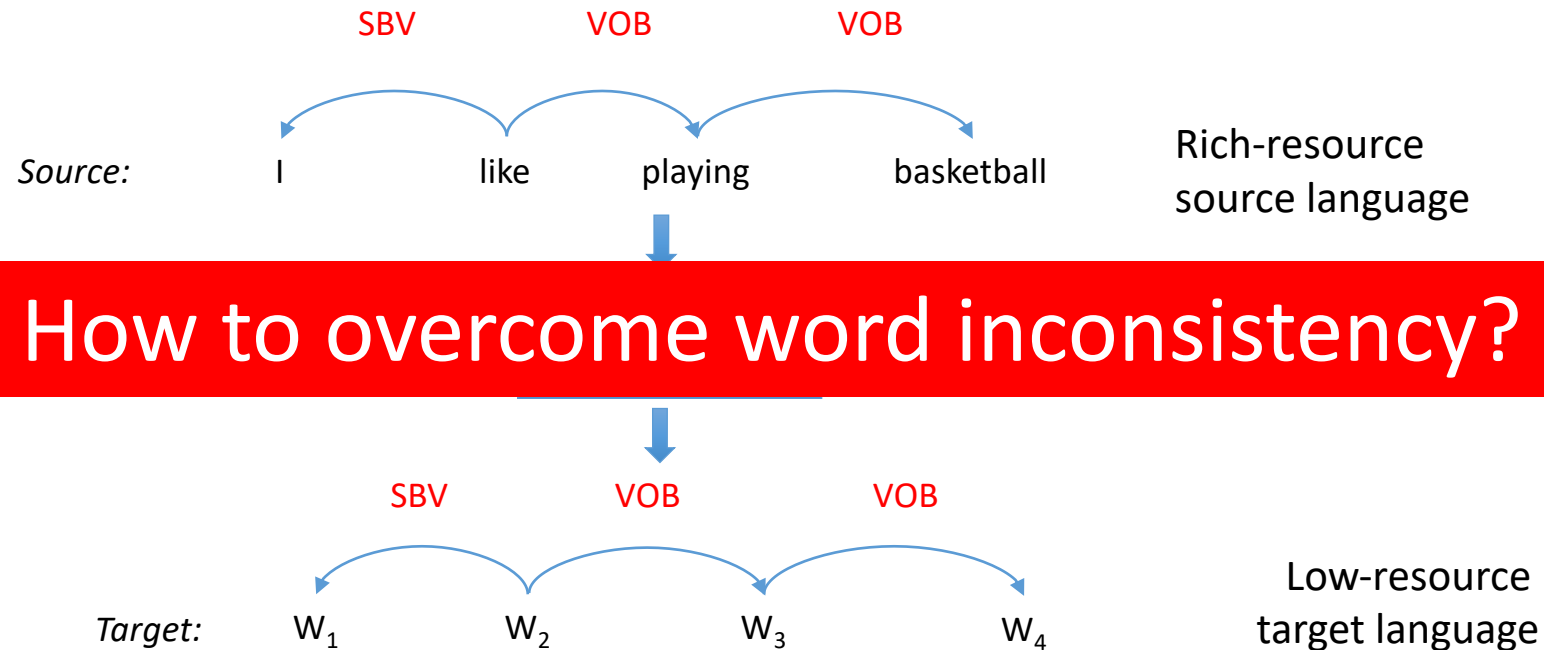 SBV VOB VOB
Source: I like playing basketball
Rich-resource
source language
How to overcome word inconsistency?
SBV VOB VOB
Target: W1 W2 W3 W4
Low-resource
target language